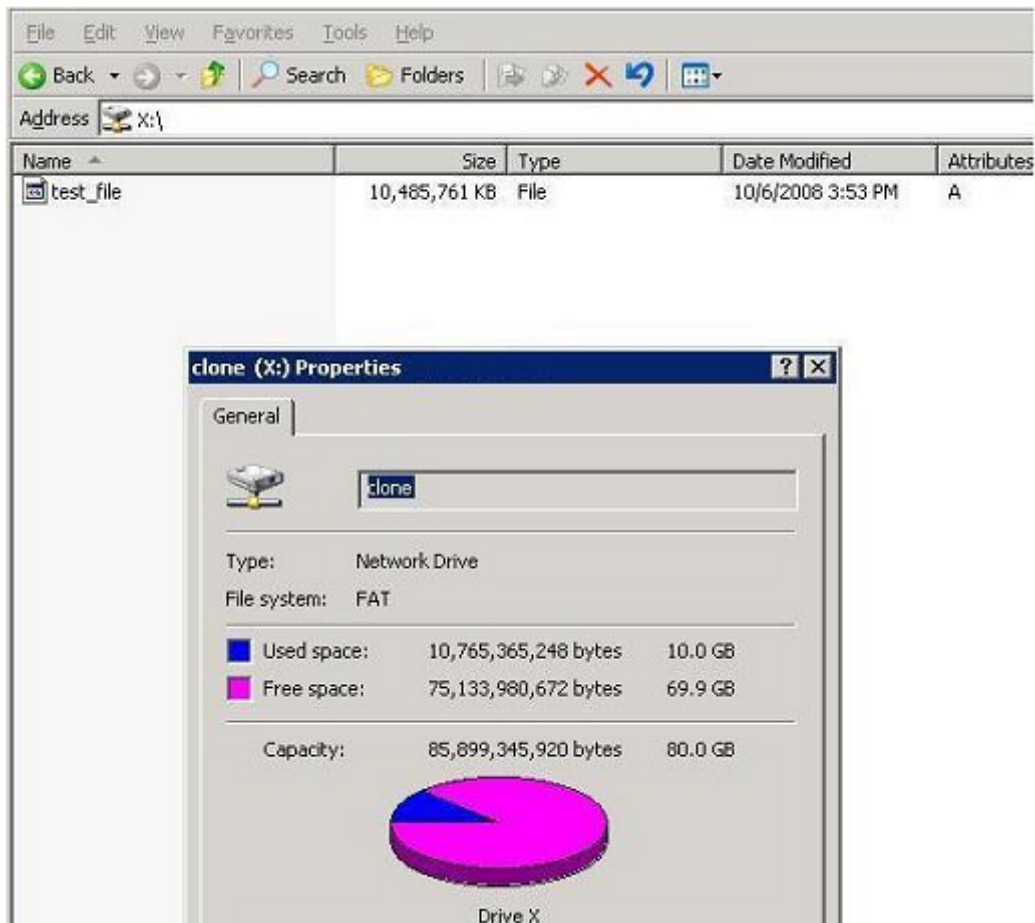 File Edit View Favorites Tools Help
Back Search Folders
Address X:\
Name Size Type Date Modified Attributes
test_file 10,485,761 KB File 10/6/2008 3:53 PM A
clone (X:) Properties
General
clone
Type: Network Drive
File system: FAT
Used space: 10,765,365,248 bytes 10.0 GB
Free space: 75,133,980,672 bytes 69.9 GB
Capacity: 85,899,345,920 bytes 80.0 GB
Drive X